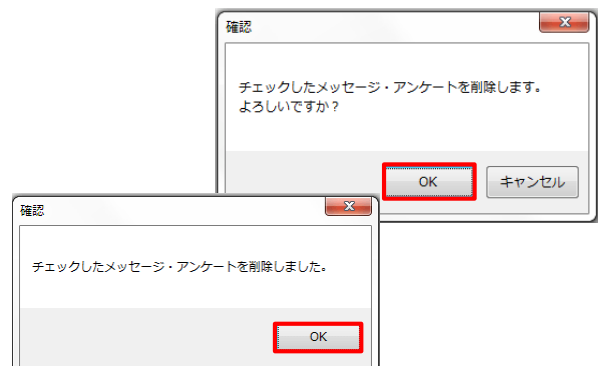 確認
チェックしたメッセージ・アンケートを削除します。
よろしいですか？
OK
キャンセル
確認
チェックしたメッセージ・アンケートを削除しました。
OK